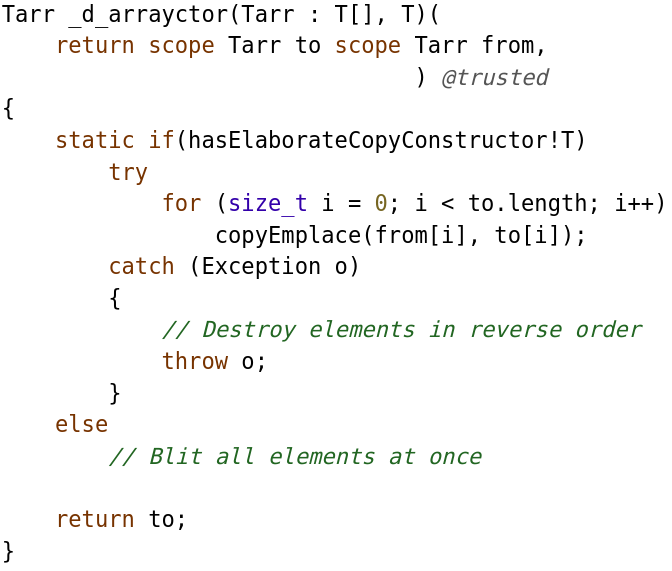 Tarr _d_arrayctor(Tarr : T[], T)(
    return scope Tarr to scope Tarr from,
                               ) @trusted
{
    static if(hasElaborateCopyConstructor!T)
        try
            for (size_t i = 0; i < to.length; i++)
                copyEmplace(from[i], to[i]);
        catch (Exception o)
        {
            // Destroy elements in reverse order
            throw o;
        }
    else
        // Blit all elements at once

    return to;
}